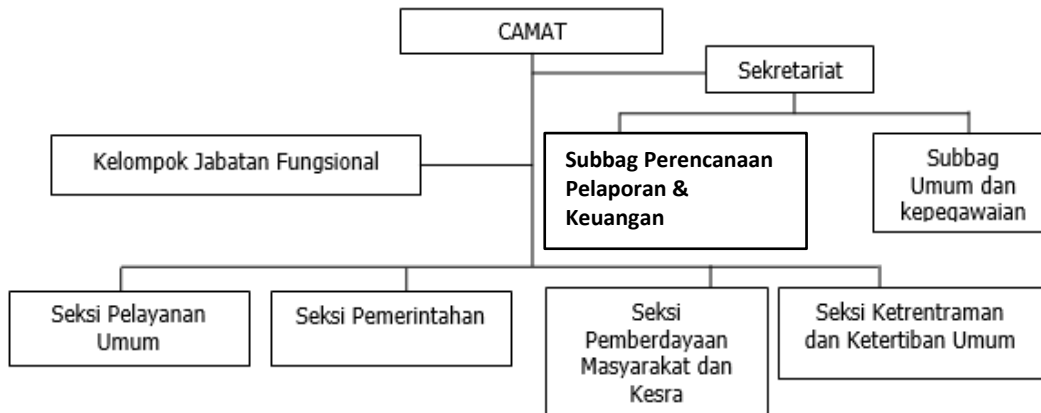 CAMAT
Sekretariat
Kelompok Jabatan Fungsional
Subbag Perencanaan
Pelaporan &
Keuangan
Subbag
Umum dan
kepegawaian
Seksi Pelayanan
Umum
Seksi Pemerintahan
Seksi
Pemberdayaan
Masyarakat dan
Kesra
Seksi Ketrentraman
dan Ketertiban Umum